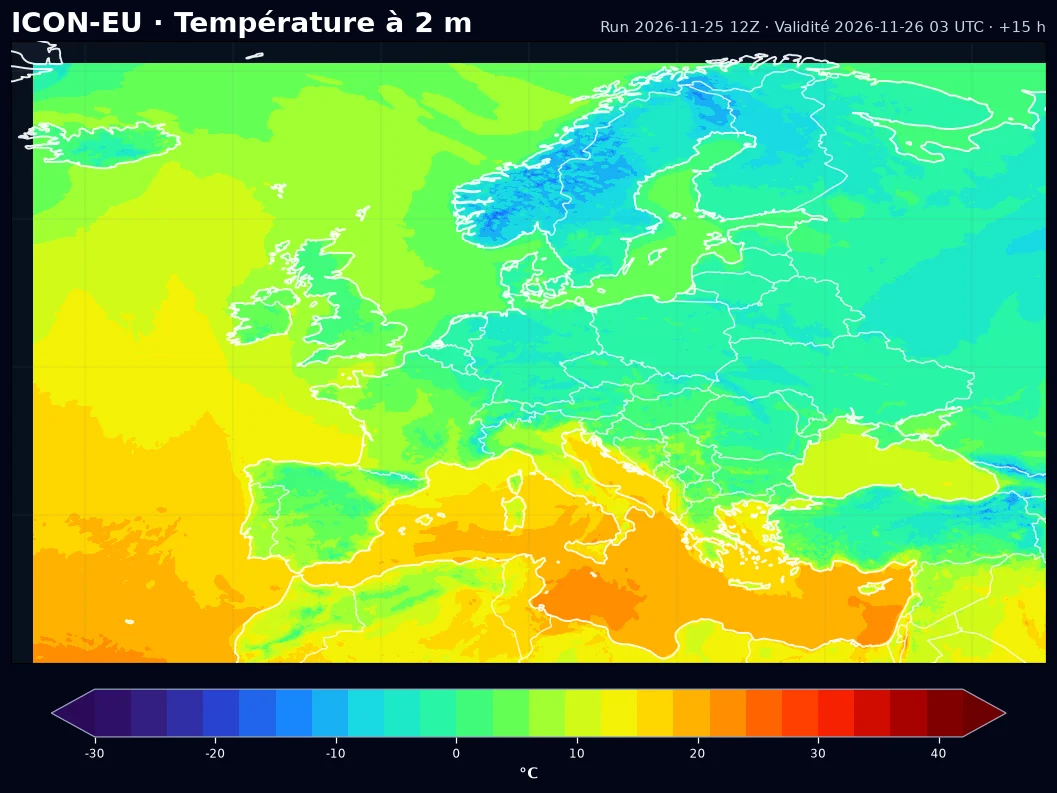 ICON-EU · Température à 2 m
Run 2026-11-25 12Z · Validité 2026-11-26 03 UTC · +15 h
-30 -20 -10 0 10 20 30 40
°C